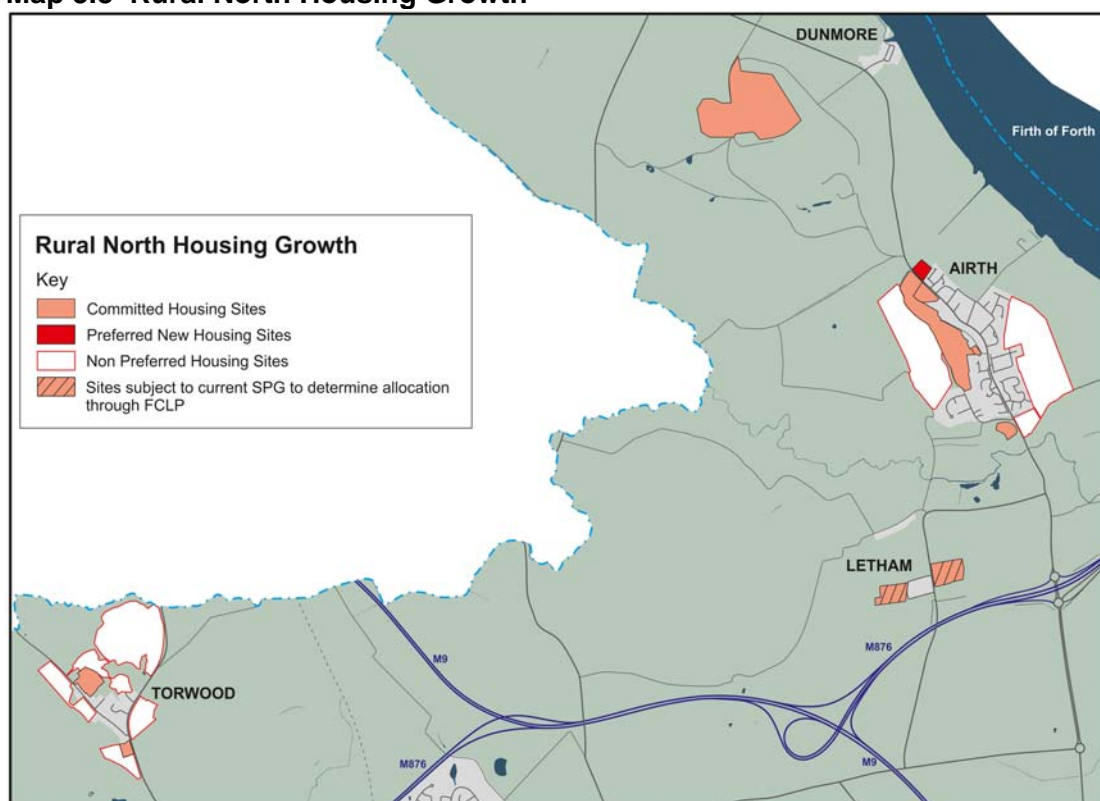 Map Rural North Housing Growth
DUNMORE
Firth of Forth
Rural North Housing Growth
Key
Committed Housing Sites
Preferred New Housing Sites
Non Preferred Housing Sites
Sites subject to current SPG to determine allocation
through FCLP
AIRTH
LETHAM
M876
M9
TORWOOD
M876
M9